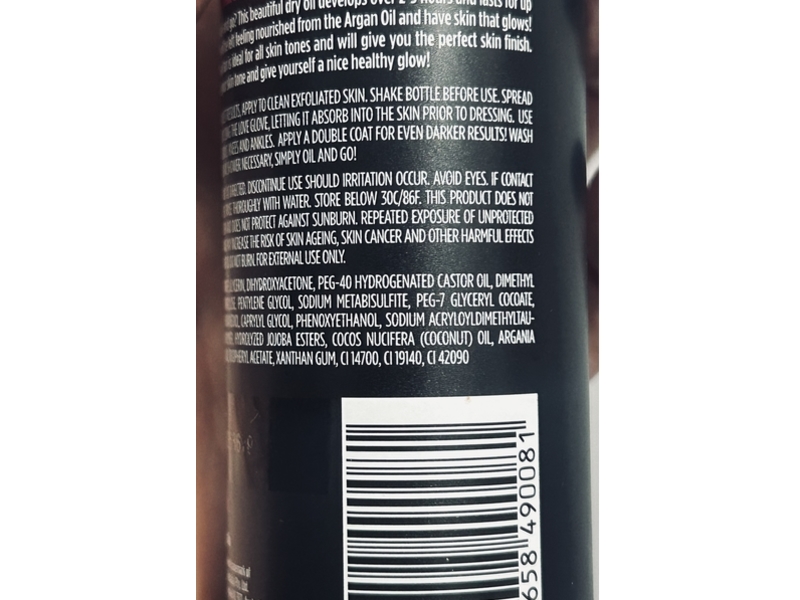 This beautiful dry oil develops over 2-3 hours and lasts for up
left feeling nourished from the Argan Oil and have skin that glows!
is ideal for all skin tones and will give you the perfect skin finish.
skin tone and give yourself a nice healthy glow!
APPLY TO CLEAN EXFOLIATED SKIN. SHAKE BOTTLE BEFORE USE. SPREAD
THE LOVE GLOVE, LETTING IT ABSORB INTO THE SKIN PRIOR TO DRESSING. USE
AND ANKLES. APPLY A DOUBLE COAT FOR EVEN DARKER RESULTS! WASH
NECESSARY, SIMPLY OIL AND GO!
DISCONTINUE USE SHOULD IRRITATION OCCUR. AVOID EYES. IF CONTACT
THOROUGHLY WITH WATER. STORE BELOW 30C/86F. THIS PRODUCT DOES NOT
DOES NOT PROTECT AGAINST SUNBURN. REPEATED EXPOSURE OF UNPROTECTED
INCREASE THE RISK OF SKIN AGEING, SKIN CANCER AND OTHER HARMFUL EFFECTS
NOT BURN. FOR EXTERNAL USE ONLY.
DIHYDROXYACETONE, PEG-40 HYDROGENATED CASTOR OIL, DIMETHYL
PENTYLENE GLYCOL, SODIUM METABISULFITE, PEG-7 GLYCERYL COCOATE,
CAPRYLYL GLYCOL, PHENOXYETHANOL, SODIUM ACRYLOYLDIMETHYLTAU-
HYDROLYZED JOJOBA ESTERS, COCOS NUCIFERA (COCONUT) OIL, ARGANIA
ACETATE, XANTHAN GUM, CI 14700, CI 19140, CI 42090
658 490081